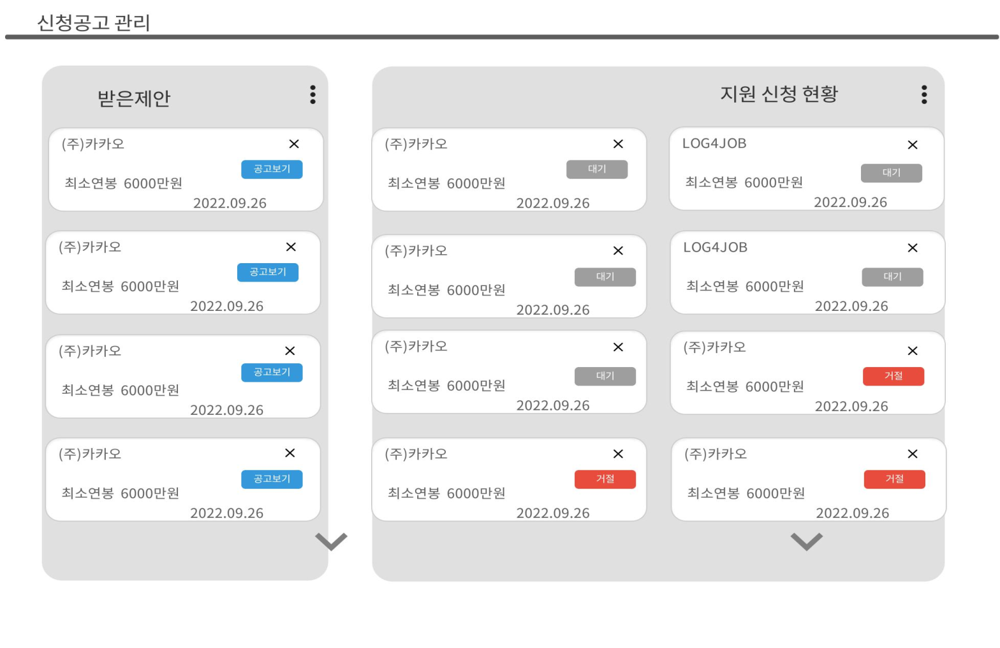 신청공고 관리
받은제안
(주)카카오
공고보기
최소연봉 6000만원
2022.09.26
(주)카카오
공고보기
최소연봉 6000만원
2022.09.26
(주)카카오
공고보기
최소연봉 6000만원
2022.09.26
(주)카카오
공고보기
최소연봉 6000만원
2022.09.26
지원 신청 현황
(주)카카오
대기
최소연봉 6000만원
2022.09.26
LOG4JOB
대기
최소연봉 6000만원
2022.09.26
(주)카카오
대기
최소연봉 6000만원
2022.09.26
LOG4JOB
대기
최소연봉 6000만원
2022.09.26
(주)카카오
대기
최소연봉 6000만원
2022.09.26
(주)카카오
거절
최소연봉 6000만원
2022.09.26
(주)카카오
거절
최소연봉 6000만원
2022.09.26
(주)카카오
거절
최소연봉 6000만원
2022.09.26